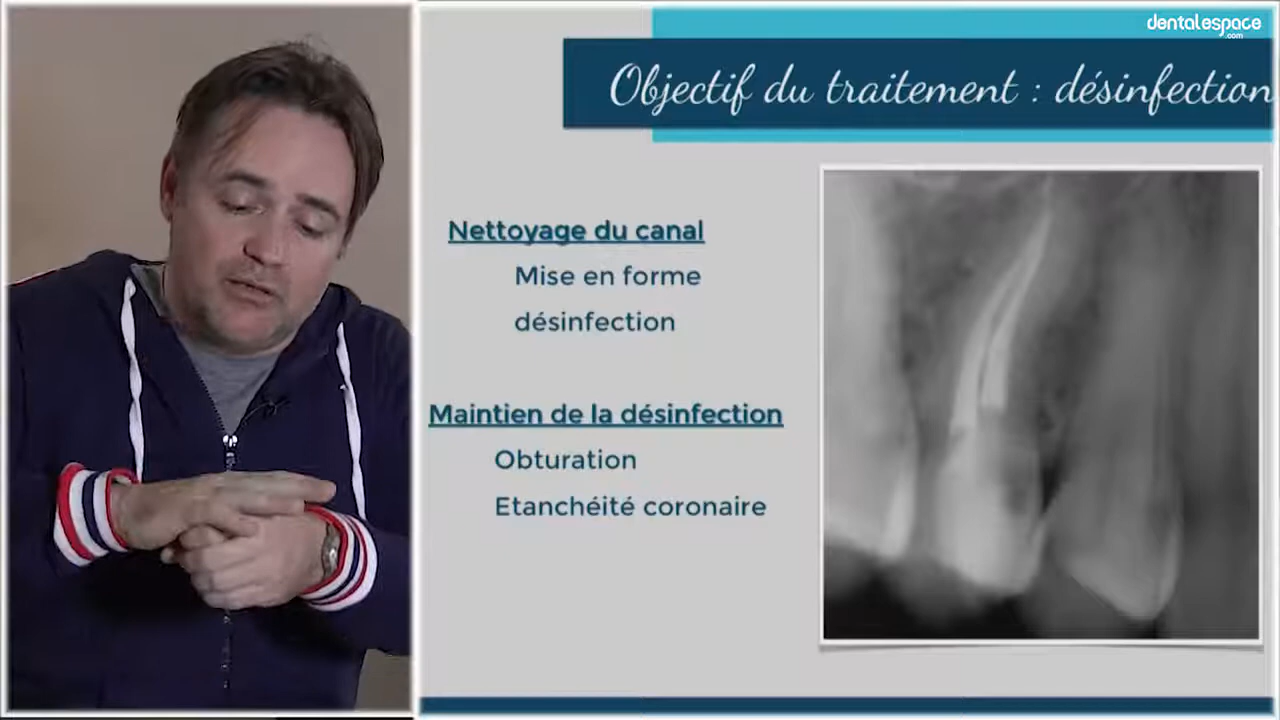 dentalespace
.com
Objectif du traitement : désinfection
Nettoyage du canal
Mise en forme
désinfection
Maintien de la désinfection
Obturation
Etanchéité coronaire